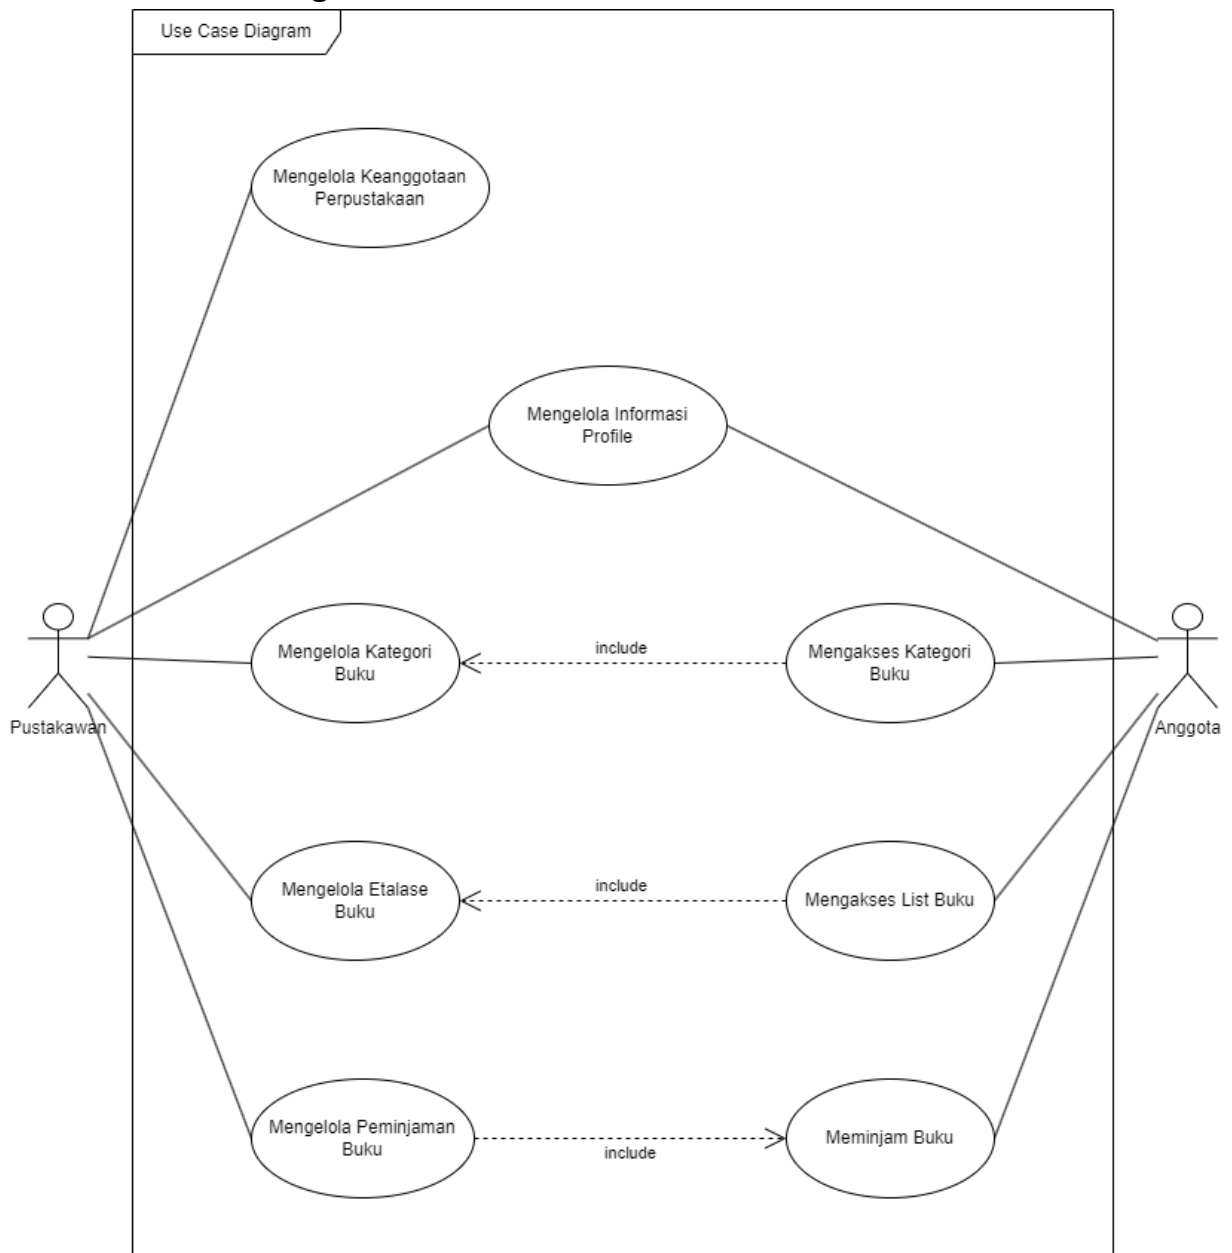 Use Case Diagram
Mengelola Keanggotaan
Perpustakaan
Mengelola Informasi
Profile
Mengelola Kategori
Buku
include
Mengakses Kategori
Buku
Pustakawan
Anggota
Mengelola Etalase
Buku
include
Mengakses List Buku
Mengelola Peminjaman
Buku
include
Meminjam Buku